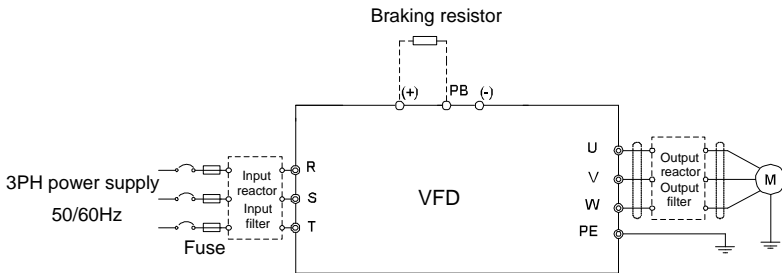 Braking resistor
(+) PB (-)
3PH power supply
50/60Hz
Fuse
Input
reactor
Input
filter
R
S
T
VFD
U
V
W
PE
Output
reactor
Output
filter
M